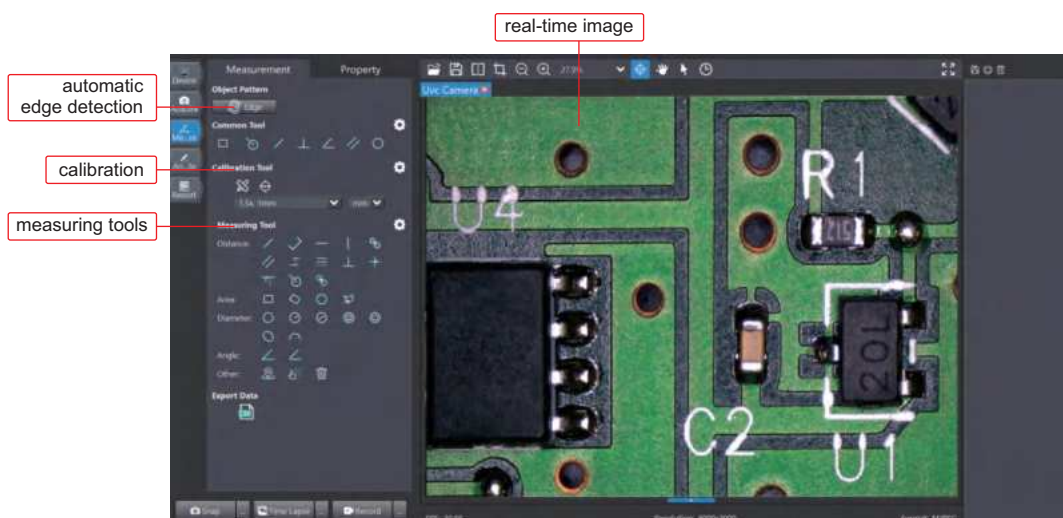 real-time image
automatic
edge detection
calibration
measuring tools
Measurement
Property
Object Pattern
Edge
Common Tool
Calibration Tool
mm
Measuring Tool
Distance:
Area:
Diameter:
Angle:
Other:
Export Data
Snap
Time Lapse
Record
Uvc Camera
Report
U4
R1
C2
20L
U1